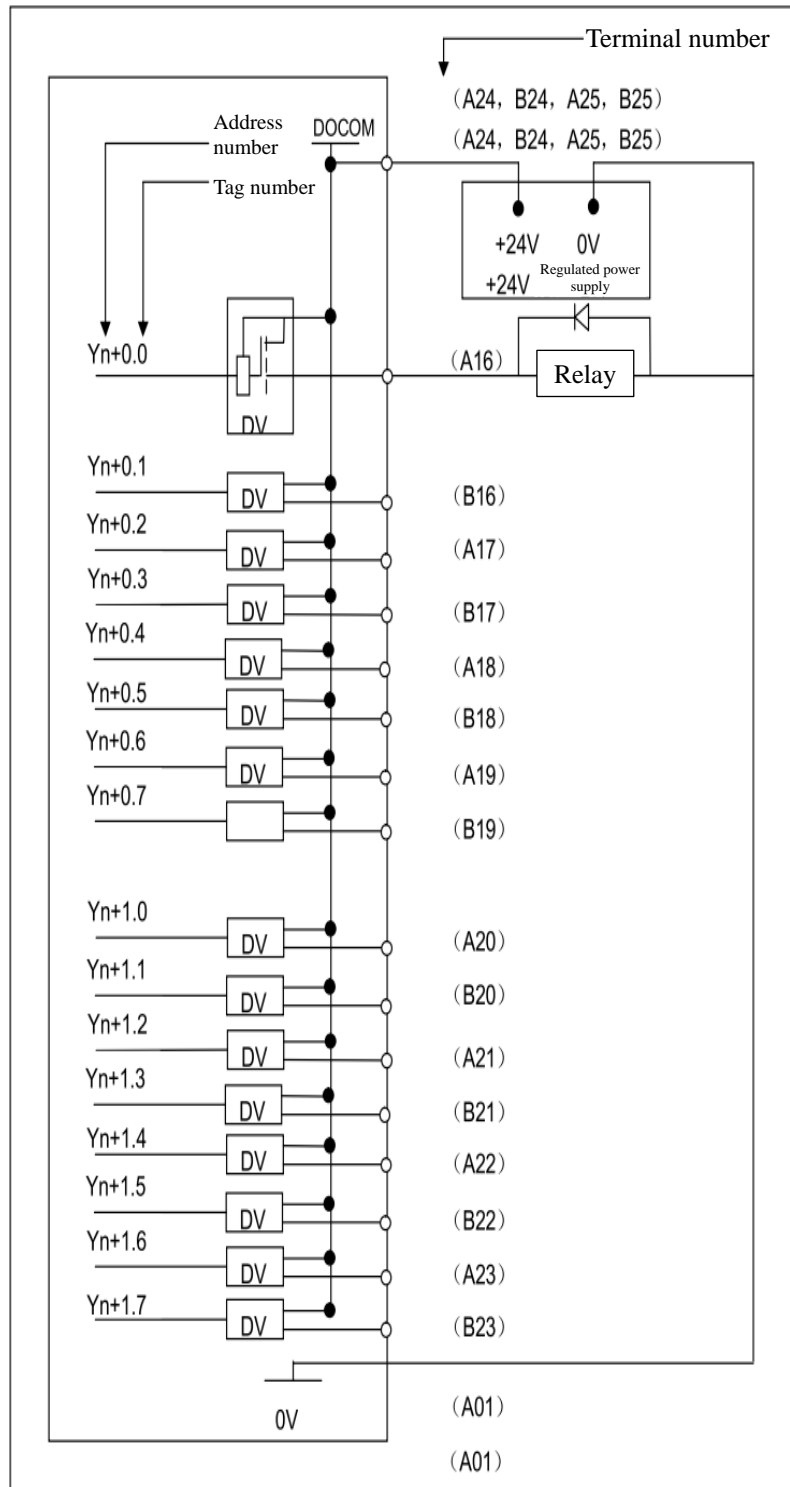 Terminal number
（A24，B24，A25，B25）
Address
number
DOCOM
（A24，B24，A25，B25）
Tag number
+24V 0V
+24V
Regulated power
supply
Yn+0.0
（A16）
Relay
DV
Yn+0.1
DV
（B16）
Yn+0.2
DV
（A17）
Yn+0.3
DV
（B17）
Yn+0.4
DV
（A18）
Yn+0.5
DV
（B18）
Yn+0.6
DV
（A19）
Yn+0.7
（B19）
Yn+1.0
DV
（A20）
Yn+1.1
DV
（B20）
Yn+1.2
DV
（A21）
Yn+1.3
DV
（B21）
Yn+1.4
DV
（A22）
Yn+1.5
DV
（B22）
Yn+1.6
DV
（A23）
Yn+1.7
DV
（B23）
0V
（A01）
（A01）